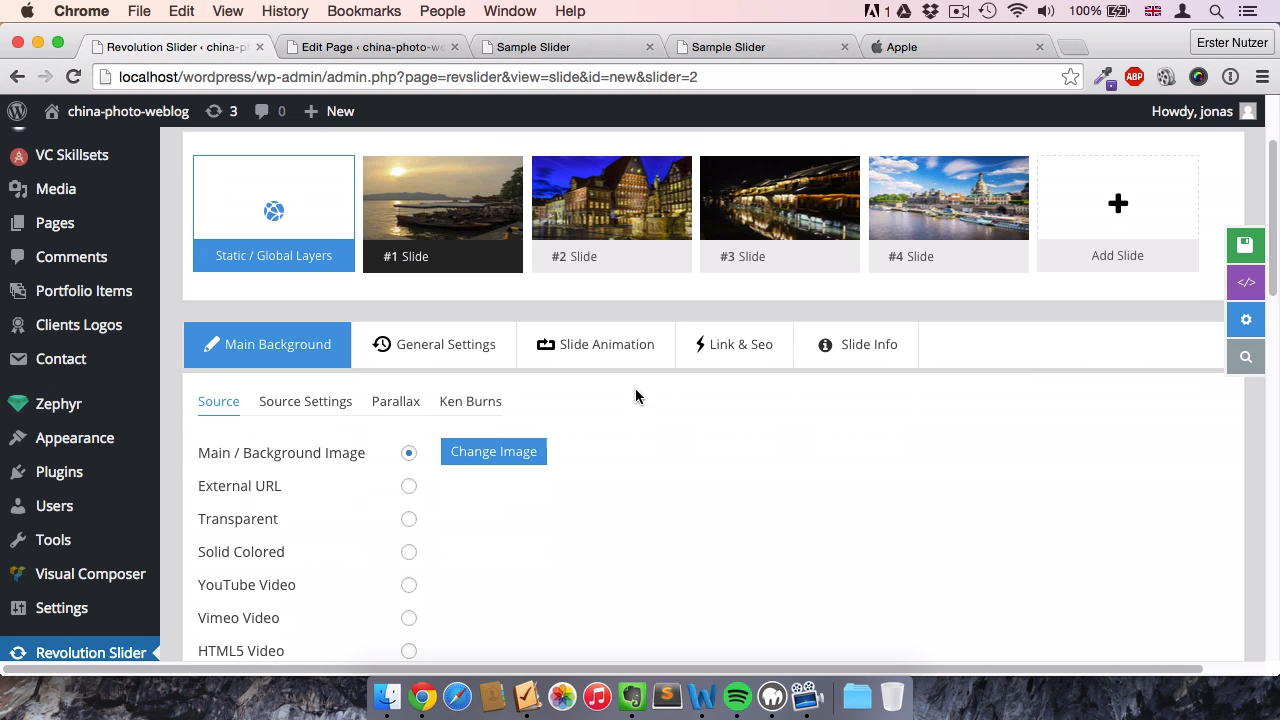 Chrome File Edit View History Bookmarks People Window Help 1 100%
Revolution Slider ‹ china-p Edit Page ‹ china-photo-we Sample Slider Sample Slider Apple Erster Nutzer
localhost/wordpress/wp-admin/admin.php?page=revslider&view=slide&id=new&slider=2 ABP
china-photo-weblog 3 0 New Howdy, jonas
VC Skillsets
Media
Pages
Comments
Portfolio Items
Clients Logos
Contact
Zephyr
Appearance
Plugins
Users
Tools
Visual Composer
Settings
Revolution Slider
Static / Global Layers #1 Slide #2 Slide #3 Slide #4 Slide Add Slide
</>
Main Background General Settings Slide Animation Link & Seo Slide Info
Source Source Settings Parallax Ken Burns
Main / Background Image Change Image
External URL
Transparent
Solid Colored
YouTube Video
Vimeo Video
HTML5 Video